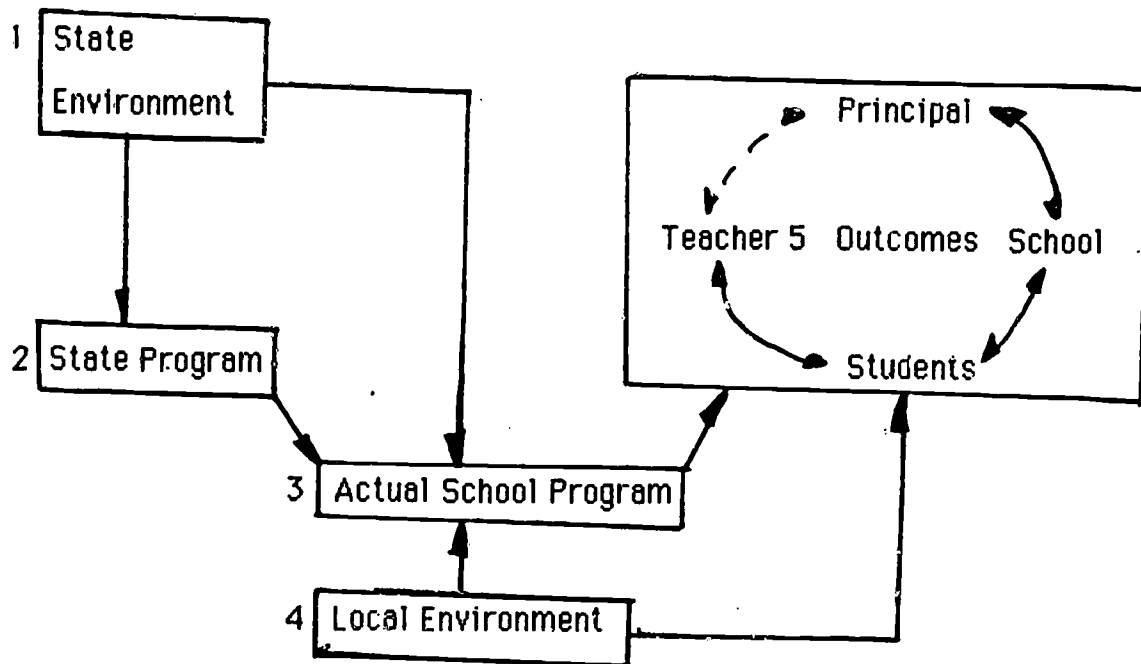 1 State
Environment
Principal
Teacher 5 Outcomes School
2 State Program
Students
3 Actual School Program
4 Local Environment